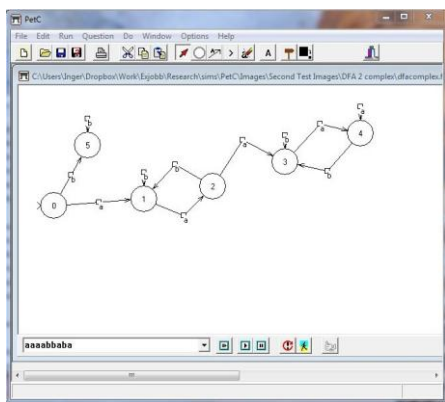 PetC
File Edit Run Question Do Window Options Help
A
C:\Users\Inger\Dropbox\Work\Exjobb\Research\sims\PetC\Images\Second Test Images\DFA 2 complex\dfacomplex.f
a
b
b
a
4
5
b
b
3
b
2
a
b
b
1
0
a
a
aaaabbaba